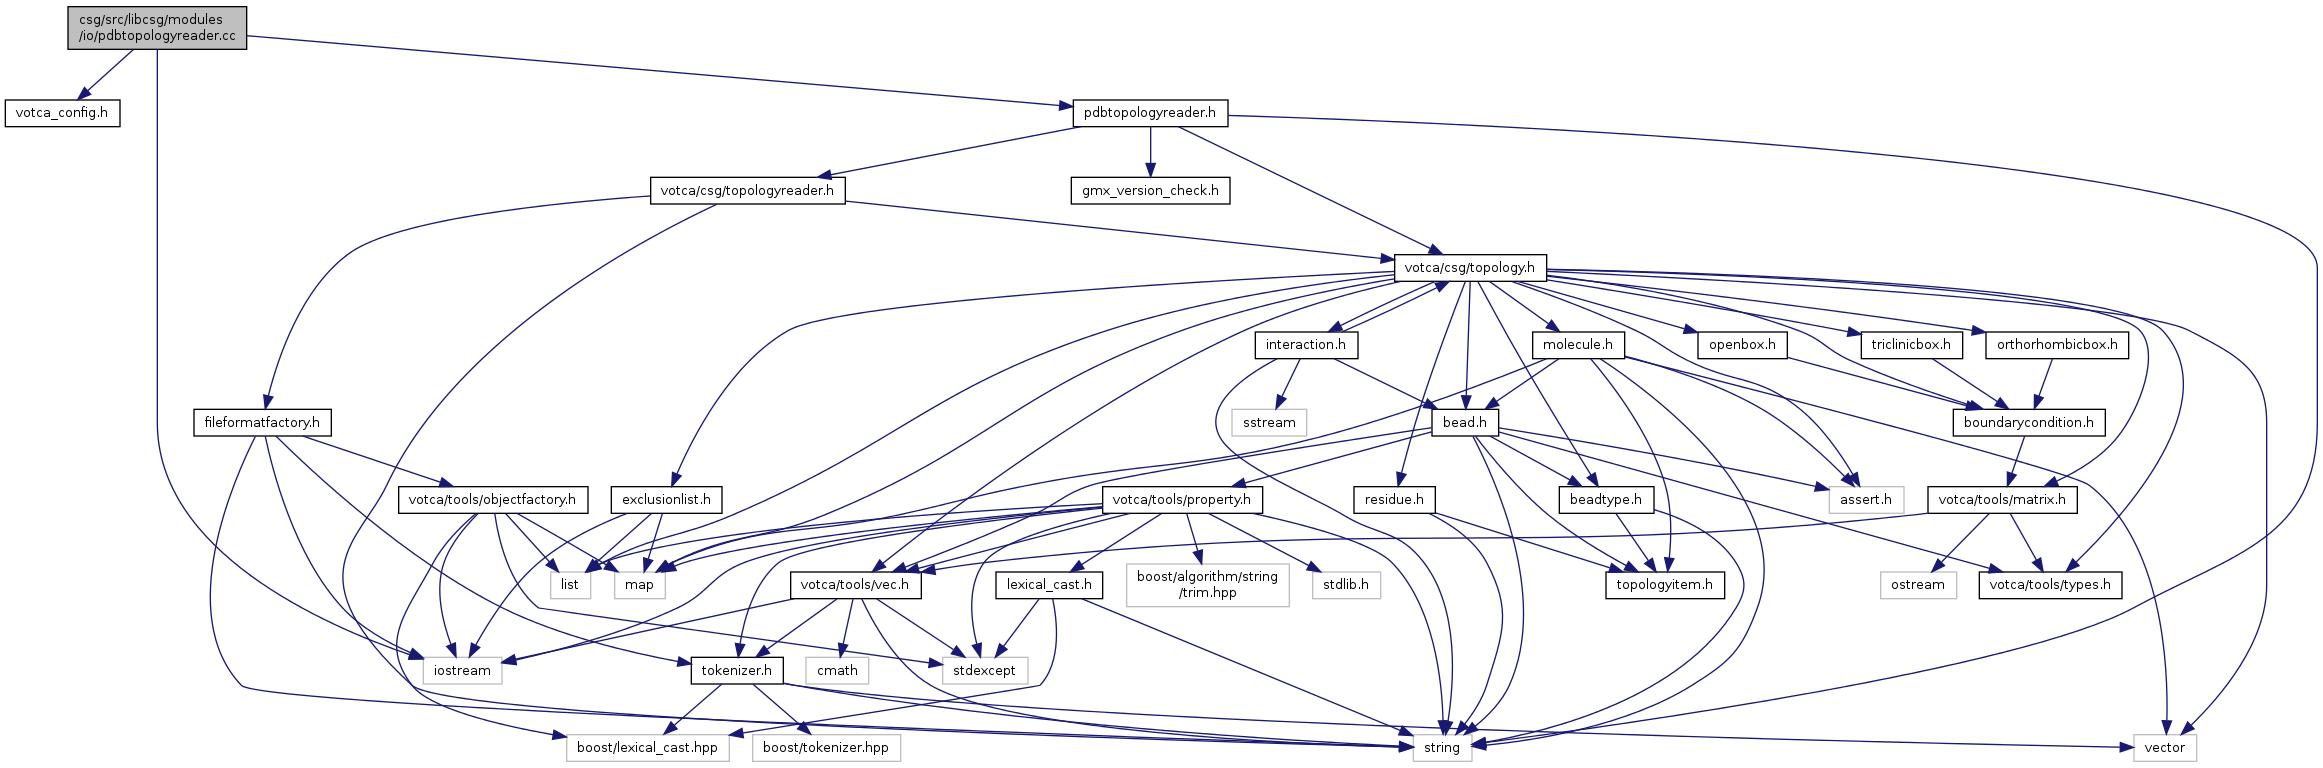 csg/src/libcsg/modules
/io/pdbtopologyreader.cc
votca_config.h
pdbtopologyreader.h
votca/csg/topologyreader.h
gmx_version_check.h
votca/csg/topology.h
interaction.h
molecule.h
openbox.h
triclinicbox.h
orthorhombicbox.h
fileformatfactory.h
sstream
bead.h
boundarycondition.h
votca/tools/objectfactory.h
exclusionlist.h
votca/tools/property.h
residue.h
beadtype.h
assert.h
votca/tools/matrix.h
list
map
votca/tools/vec.h
lexical_cast.h
boost/algorithm/string
/trim.hpp
stdlib.h
topologyitem.h
ostream
votca/tools/types.h
iostream
tokenizer.h
cmath
stdexcept
boost/lexical_cast.hpp
boost/tokenizer.hpp
string
vector